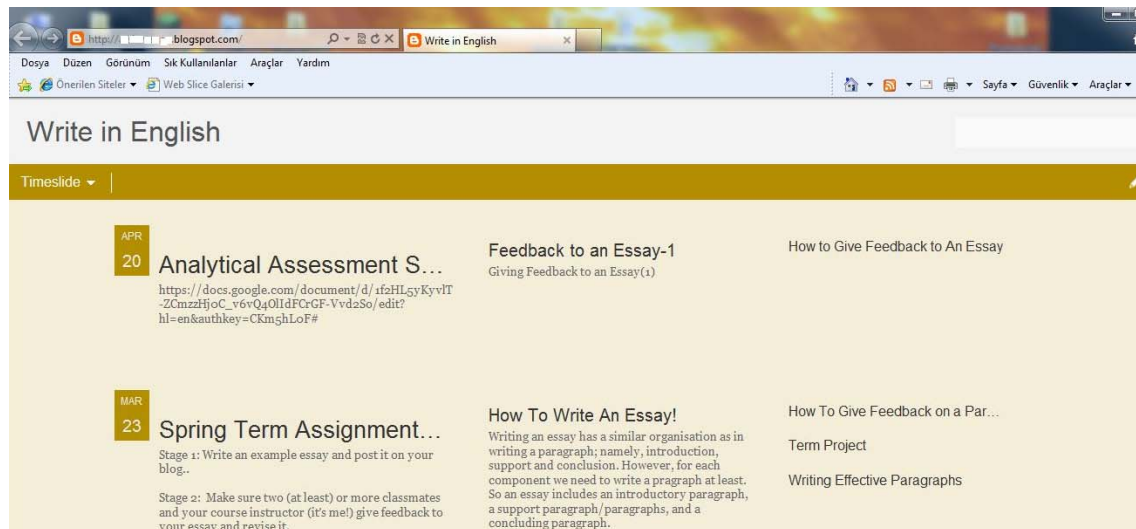 http:// blogspot.com/
Write in English
Dosya Düzen Görünüm Sık Kullanılanlar Araçlar Yardım
Önerilen Siteler Web Slice Galerisi
Sayfa Güvenlik Araçlar
Write in English
Timeslide
APR
20
Analytical Assessment S...
https://docs.google.com/document/d/1f2HL5yKyvlT
-ZCmzzHj0C_v6vQ4OlIdFCrGF-Vvd2So/edit?
hl=en&authkey=CKm5hLoF#
Feedback to an Essay-1
Giving Feedback to an Essay(1)
How to Give Feedback to An Essay
MAR
23
Spring Term Assignment...
Stage 1: Write an example essay and post it on your
blog..
Stage 2: Make sure two (at least) or more classmates
and your course instructor (it's me!) give feedback to
your essay and revise it.
How To Write An Essay!
Writing an essay has a similar organisation as in
writing a paragraph; namely, introduction,
support and conclusion. However, for each
component we need to write a pragraph at least.
So an essay includes an introductory paragraph,
a support paragraph/paragraphs, and a
concluding paragraph.
How To Give Feedback on a Par...
Term Project
Writing Effective Paragraphs